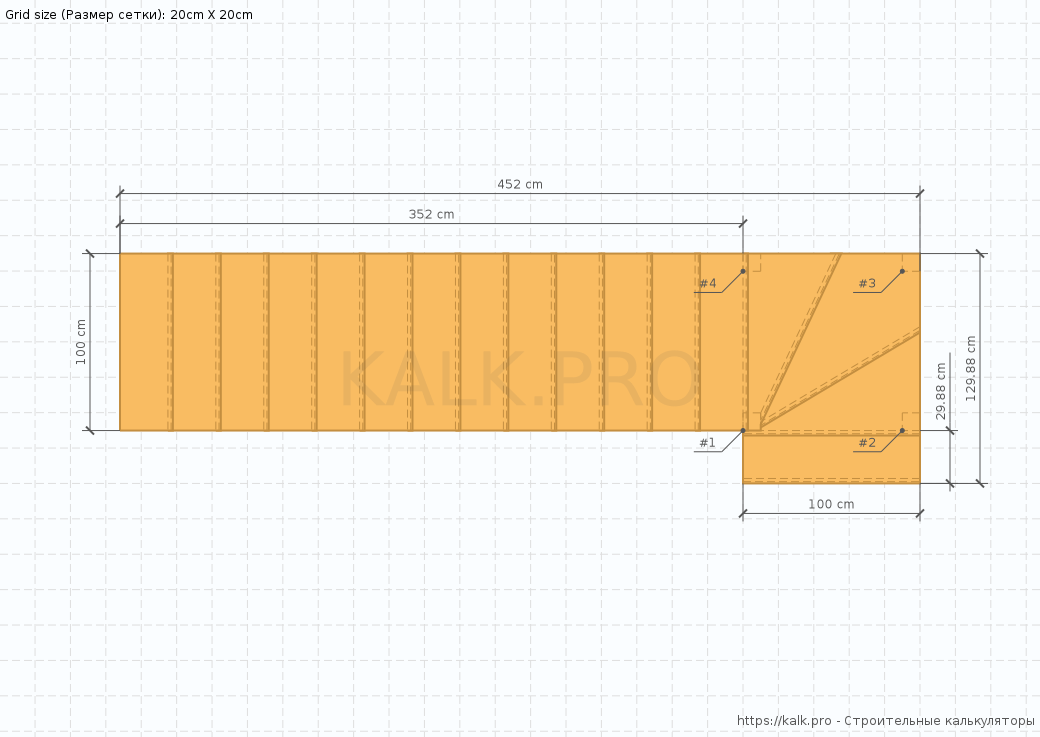 Grid size (Размер сетки): 20cm X 20cm
452 cm
352 cm
#4
#3
100 cm
KALK.PRO
129.88 cm
29.88 cm
#1
#2
100 cm
https://kalk.pro - Строительные калькуляторы